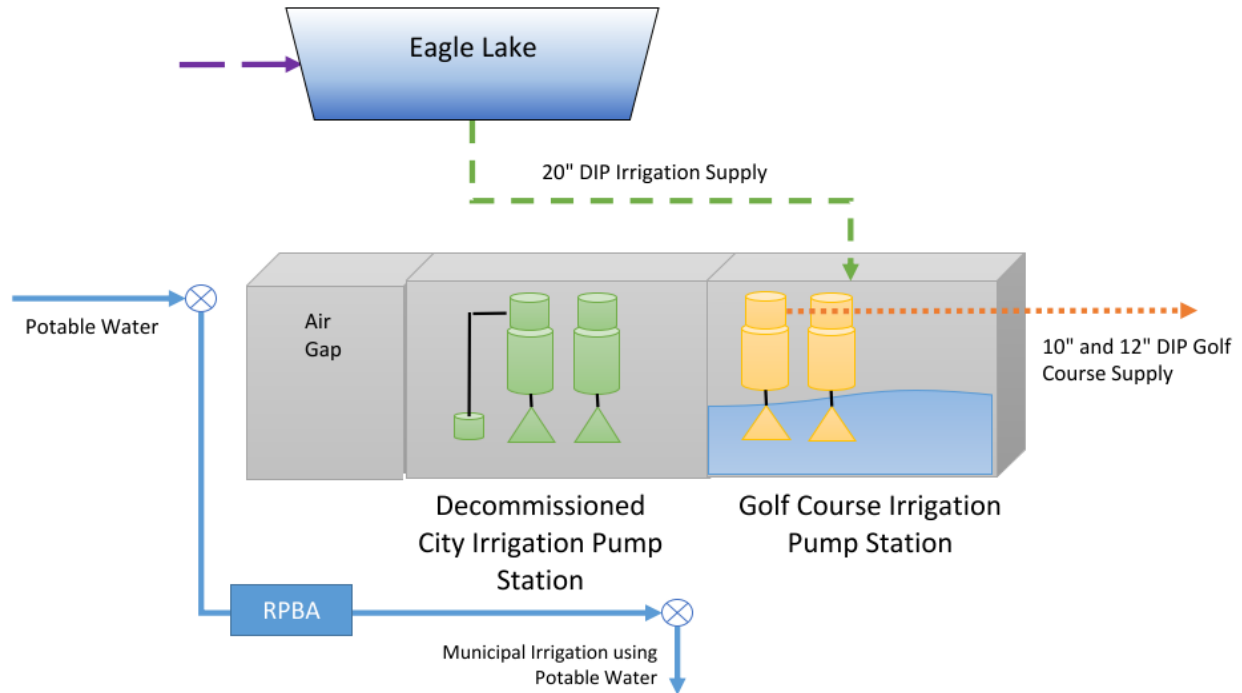 Eagle Lake
20" DIP Irrigation Supply
Potable Water
Air
Gap
10" and 12" DIP Golf
Course Supply
Decommissioned
City Irrigation Pump
Station
Golf Course Irrigation
Pump Station
RPBA
Municipal Irrigation using
Potable Water